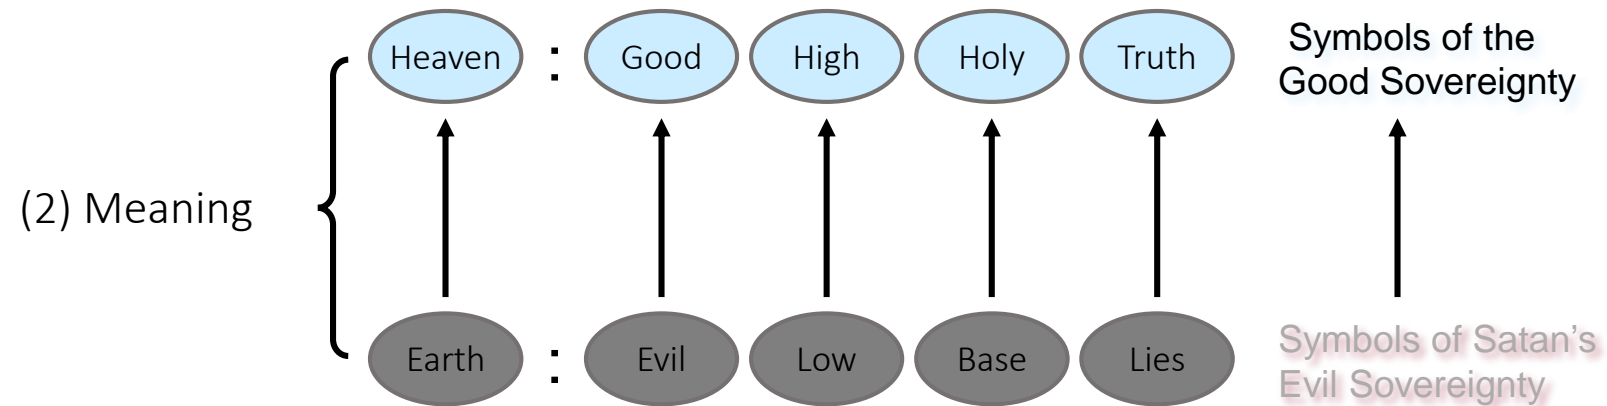 Heaven : Good High Holy Truth
Symbols of the
Good Sovereignty
(2) Meaning
Earth : Evil Low Base Lies
Symbols of Satan’s
Evil Sovereignty